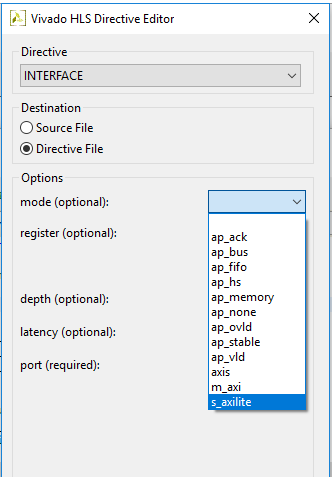 Vivado HLS Directive Editor
Directive
INTERFACE
Destination
Source File
Directive File
Options
mode (optional):
register (optional):
depth (optional):
latency (optional):
port (required):
ap_ack
ap_bus
ap_fifo
ap_hs
ap_memory
ap_none
ap_ovld
ap_stable
ap_vld
axis
m_axi
s_axilite